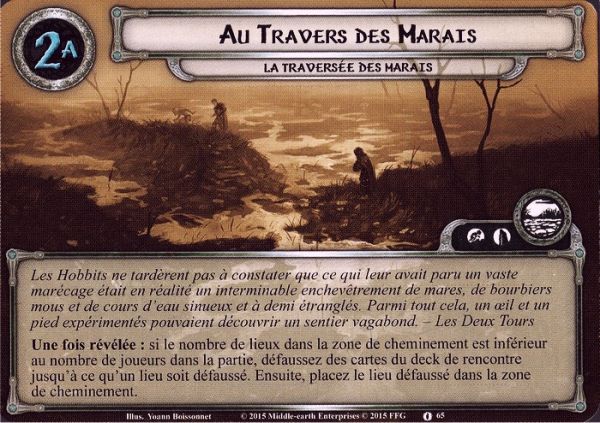 2A
Au Travers des Marais
La traversée des marais
Les Hobbits ne tardèrent pas à constater que ce qui leur avait paru un vaste
marécage était en réalité un interminable enchevêtrement de mares, de bourbiers
mous et de cours d'eau sinueux et à demi étranglés. Parmi tout cela, un œil et un
pied expérimentés pouvaient découvrir un sentier vagabond. - Les Deux Tours
Une fois révélée : si le nombre de lieux dans la zone de cheminement est inférieur
au nombre de joueurs dans la partie, défaussez des cartes du deck de rencontre
jusqu'à ce qu'un lieu soit défaussé. Ensuite, placez le lieu défaussé dans la zone
de cheminement.
Illus. Yoann Boissonnet © 2015 Middle-earth Enterprises © 2015 FFG 65